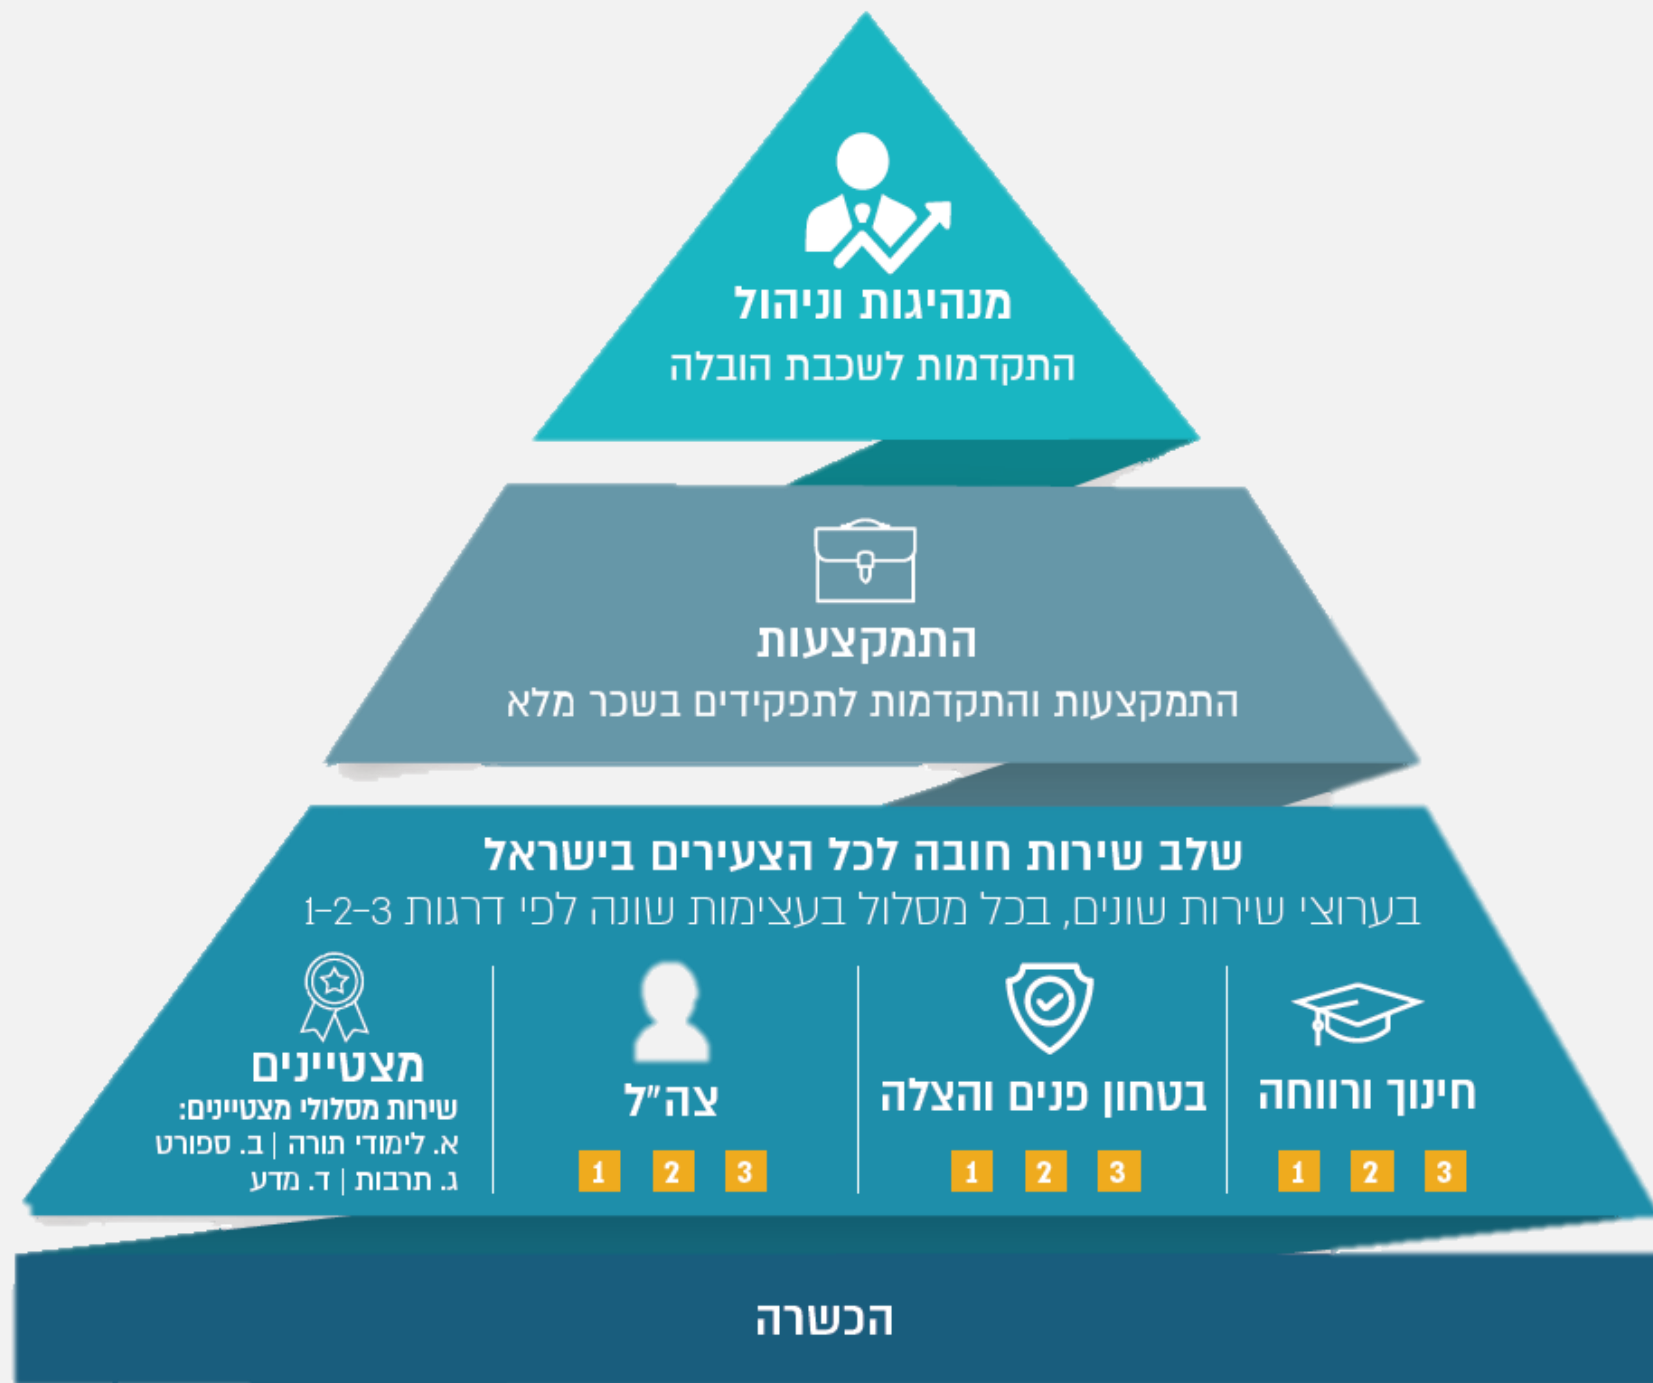 מנהיגות וניהול
התקדמות לשכבת הובלה
התמקצעות
התמקצעות והתקדמות לתפקידים בשכר מלא
שלב שירות חובה לכל הצעירים בישראל
בערוצי שירות שונים, בכל מסלול בעצימות שונה לפי דרגות 1-2-3
חינוך ורווחה
3 2 1
בטחון פנים והצלה
3 2 1
צה"ל
3 2 1
מצטיינים
שירות מסלולי מצטיינים:
א. לימודי תורה | ב. ספורט
ג. תרבות | ד. מדע
הכשרה